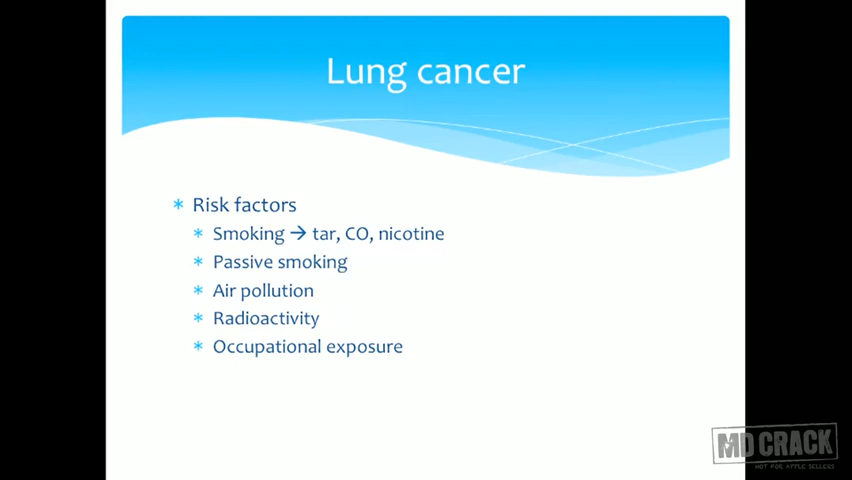 Lung cancer
* Risk factors
* Smoking → tar, CO, nicotine
* Passive smoking
* Air pollution
* Radioactivity
* Occupational exposure
MD CRACK
NOT FOR APPLE SELLERS